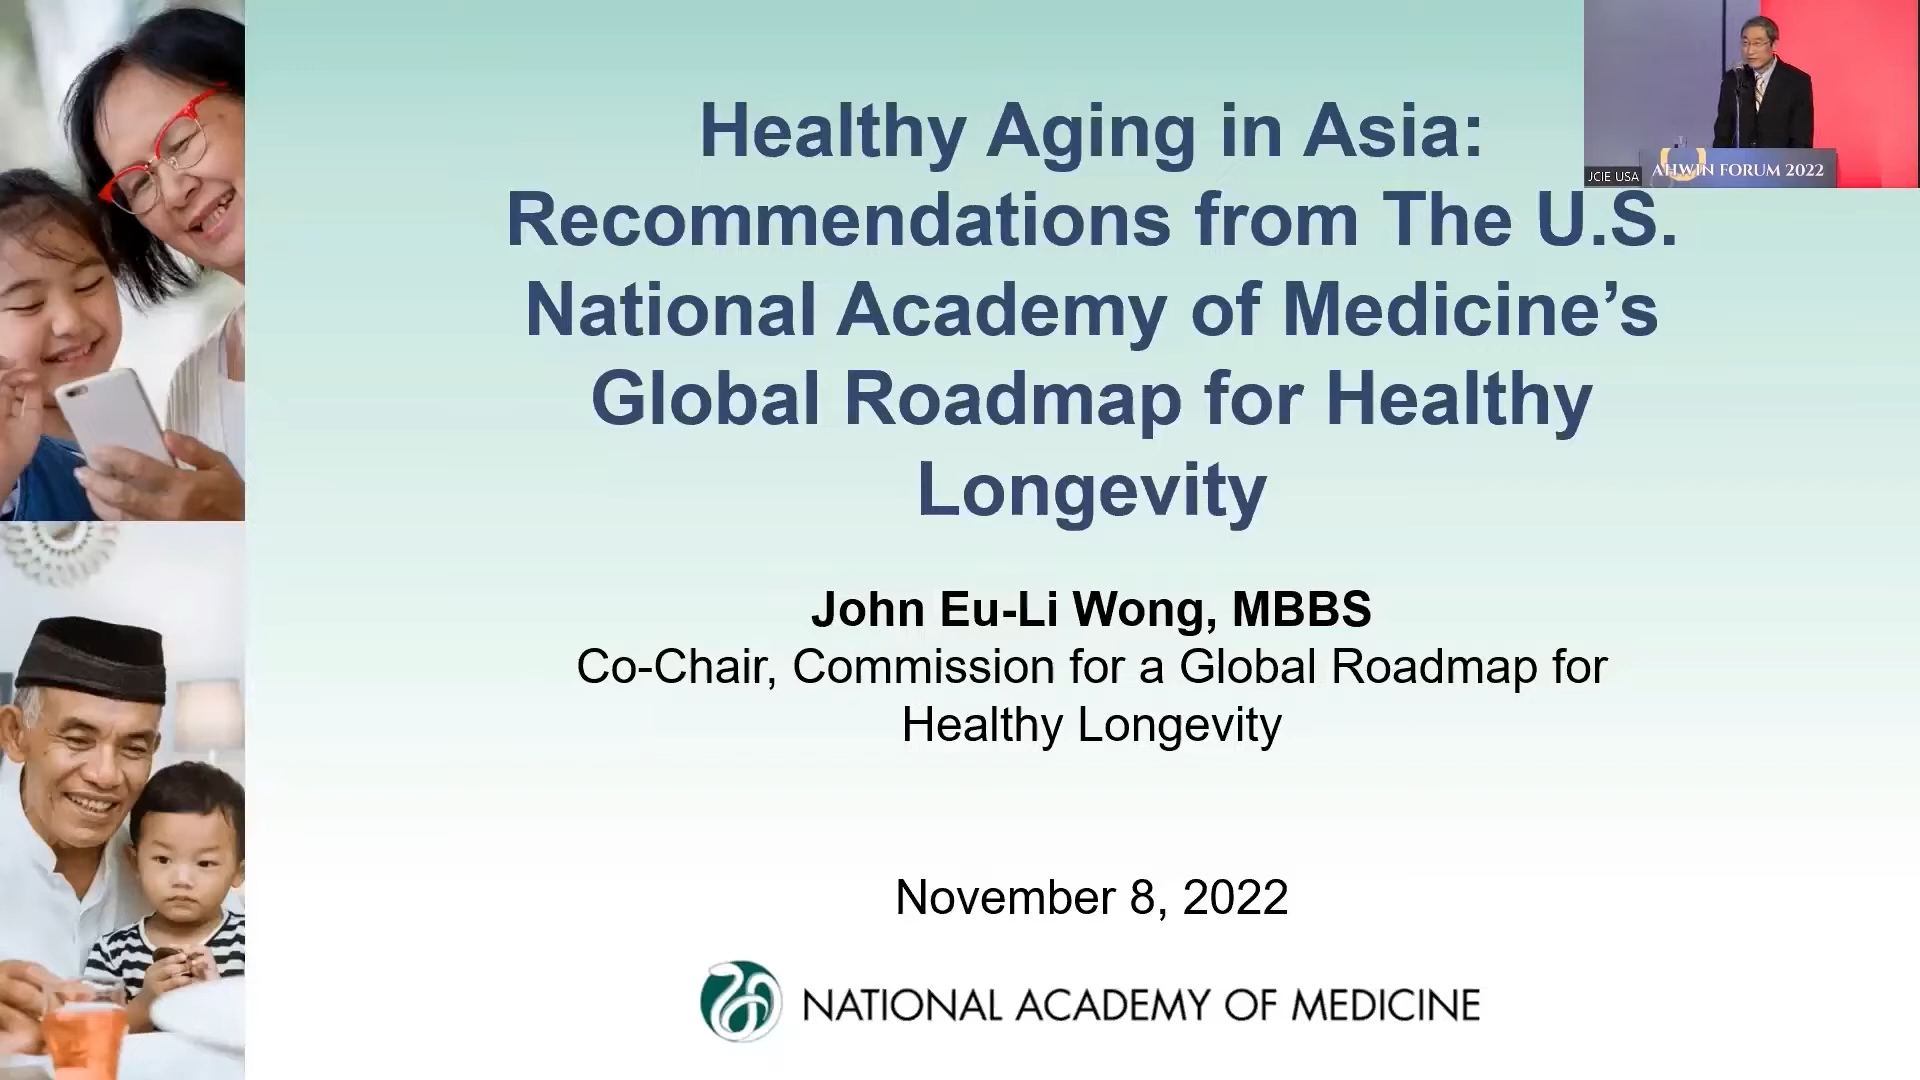 Healthy Aging in Asia:
Recommendations from The U.S.
National Academy of Medicine’s
Global Roadmap for Healthy
Longevity
John Eu-Li Wong, MBBS
Co-Chair, Commission for a Global Roadmap for
Healthy Longevity
November 8, 2022
NATIONAL ACADEMY OF MEDICINE
JCIE USA
AHWIN FORUM 2022